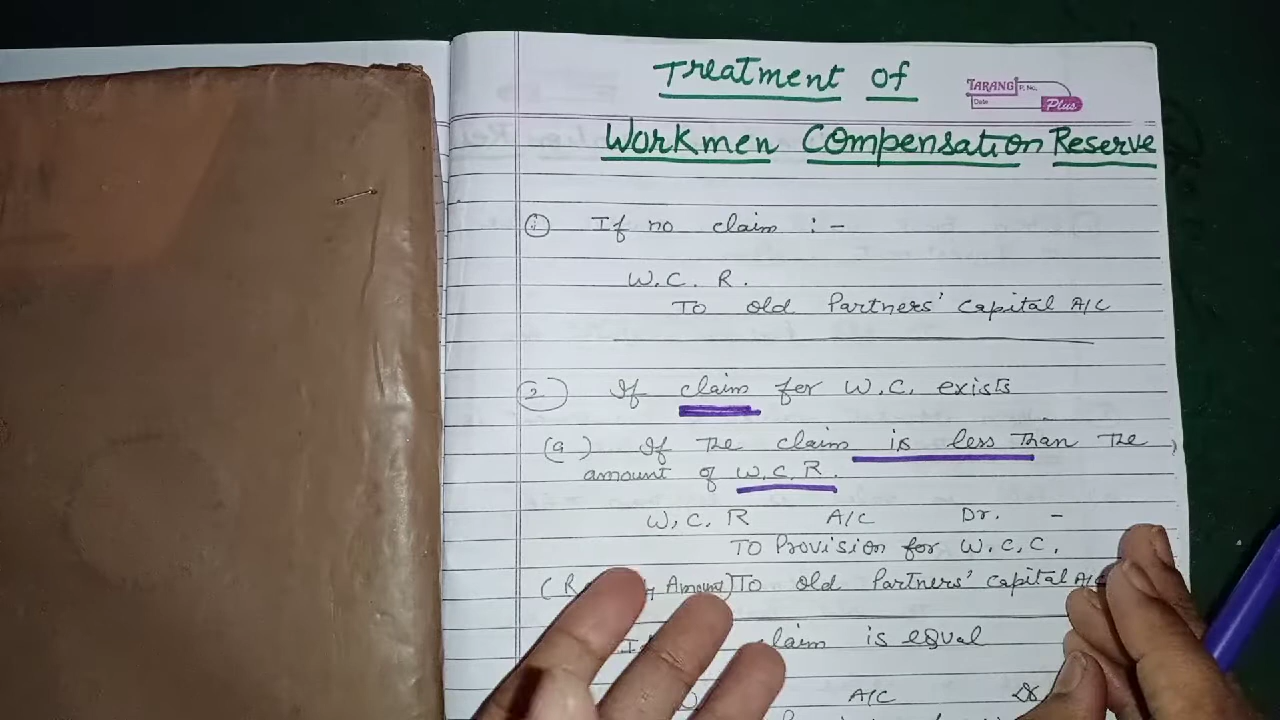 Treatment of
TARANG P. No.
Date Plus
Workmen Compensation Reserve
1 If no claim :-
W.C.R.
To old Partners' Capital A/C
2 If claim for W.C. exists
(a) If the claim is less than the
amount of W.C.R.
W.C.R A/C Dr. -
To Provision for W.C.C.
Amount) To old Partners' Capital A/C
claim is equal
A/C